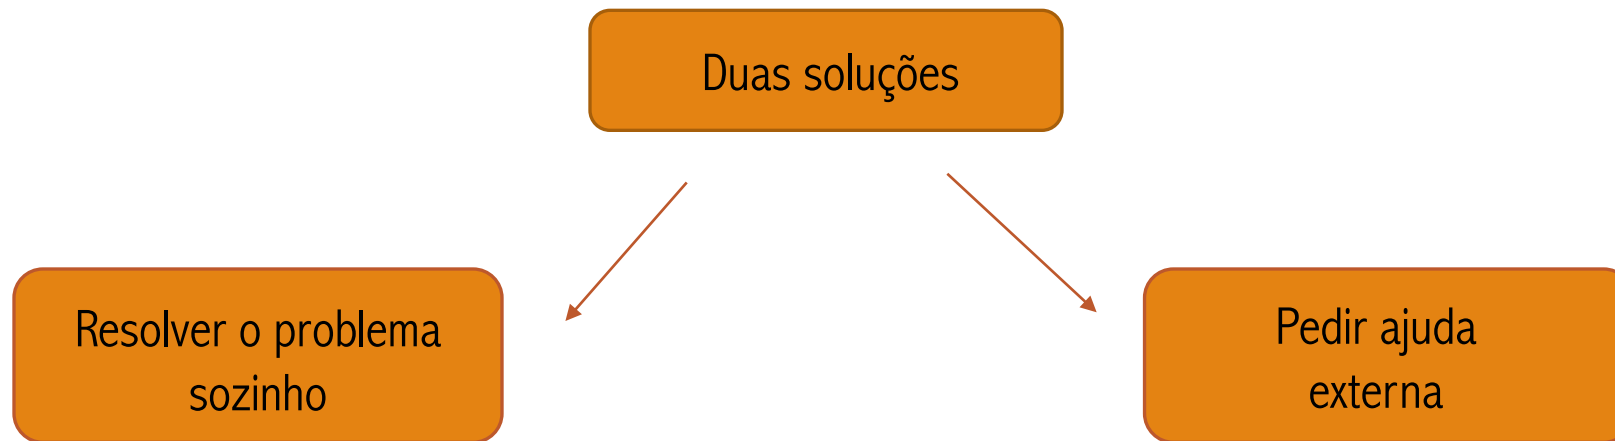 Duas soluções
Resolver o problema
sozinho
Pedir ajuda
externa